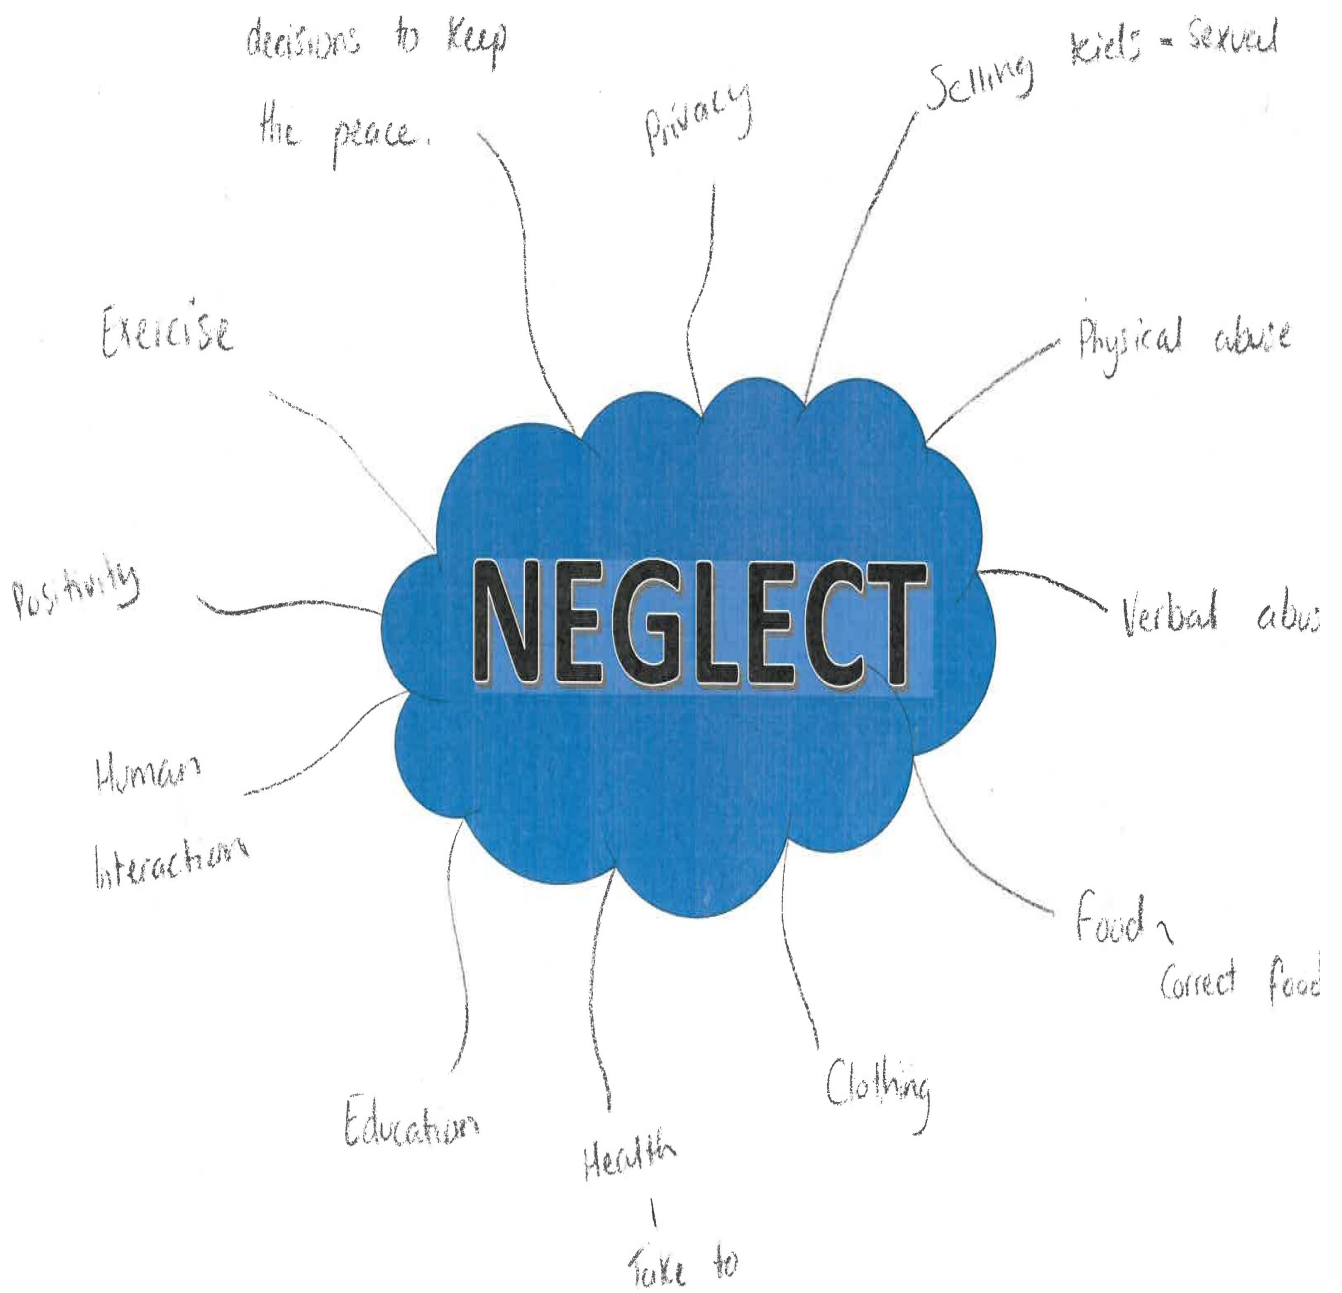 decisions to keep
the peace.
Privacy
Selling kids - sexual
Exercise
Physical abuse
Positivity
NEGLECT
Verbal abus
Human
Interaction
Food
Correct food
Clothing
Education
Health
Take to